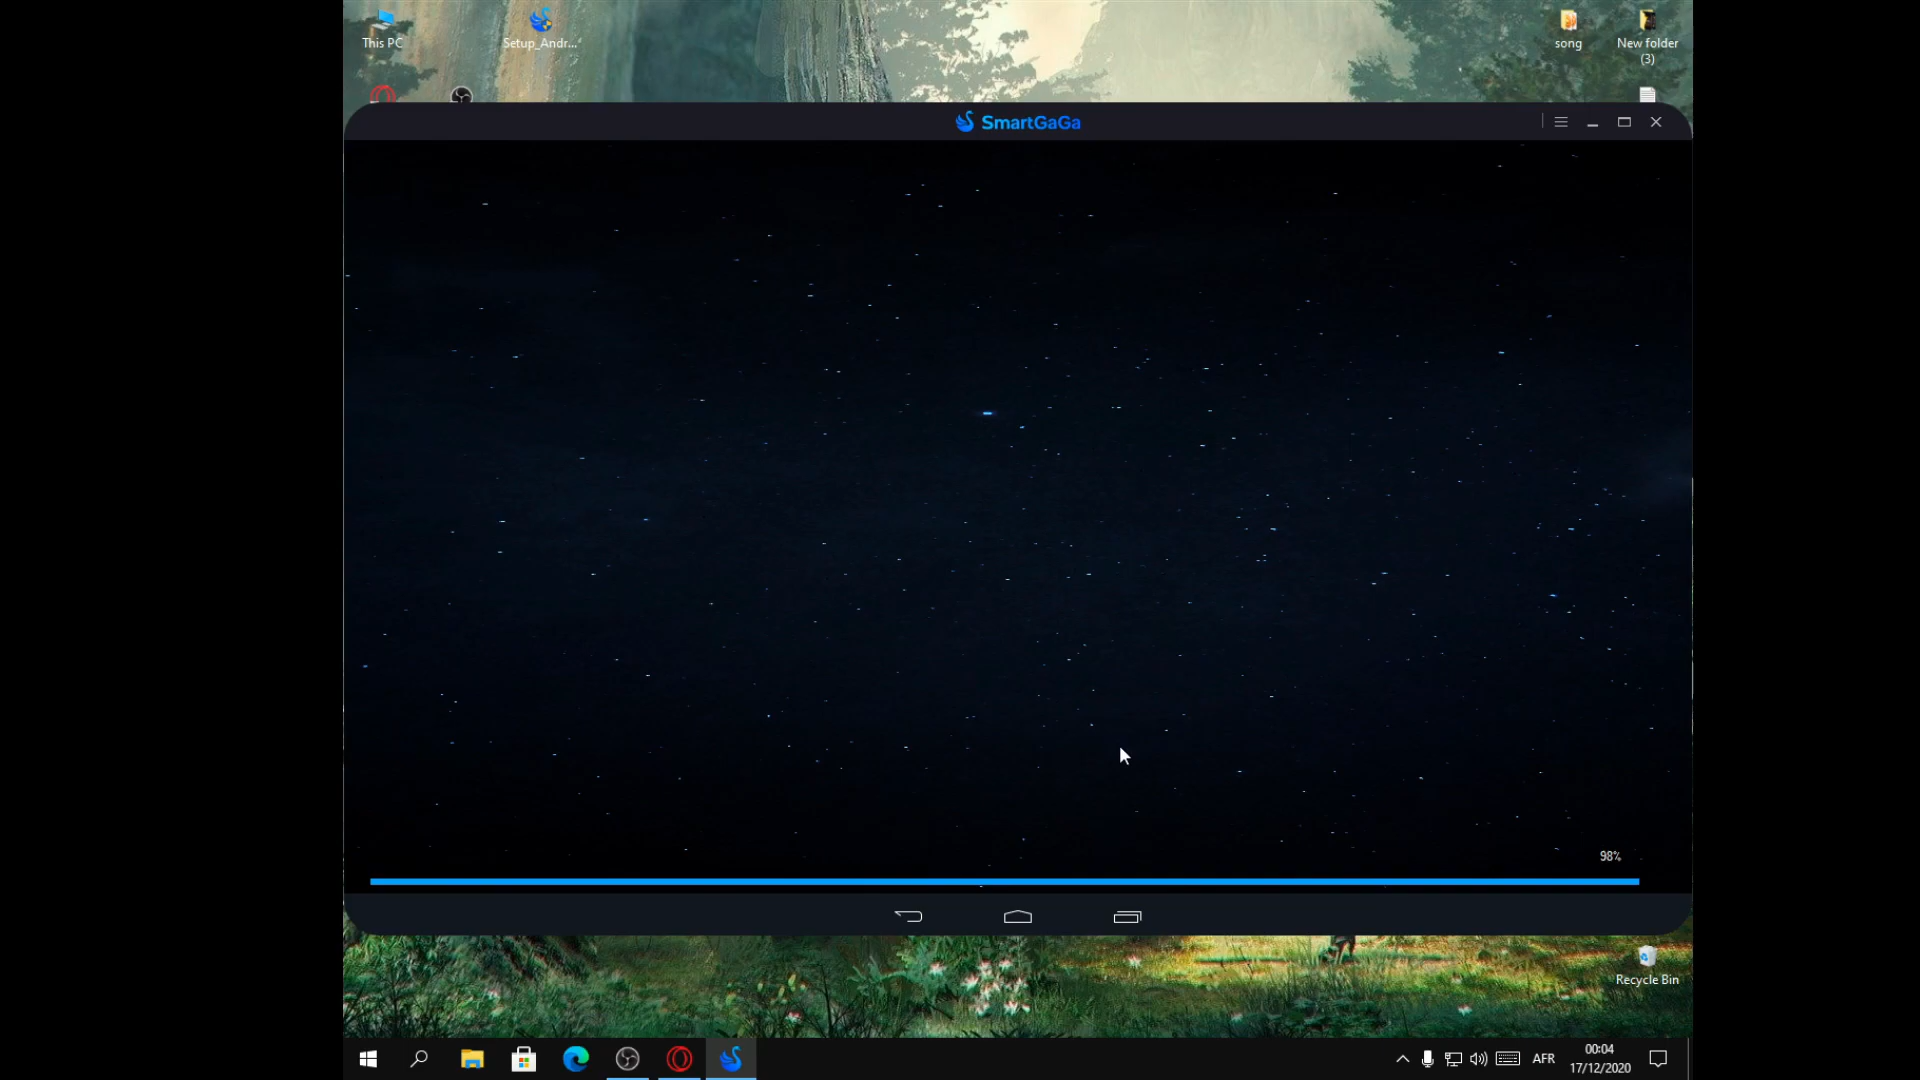 This PC
Setup_Andr...
song
New folder
(3)
SmartGaGa
98%
Recycle Bin
AFR
00:04
17/12/2020